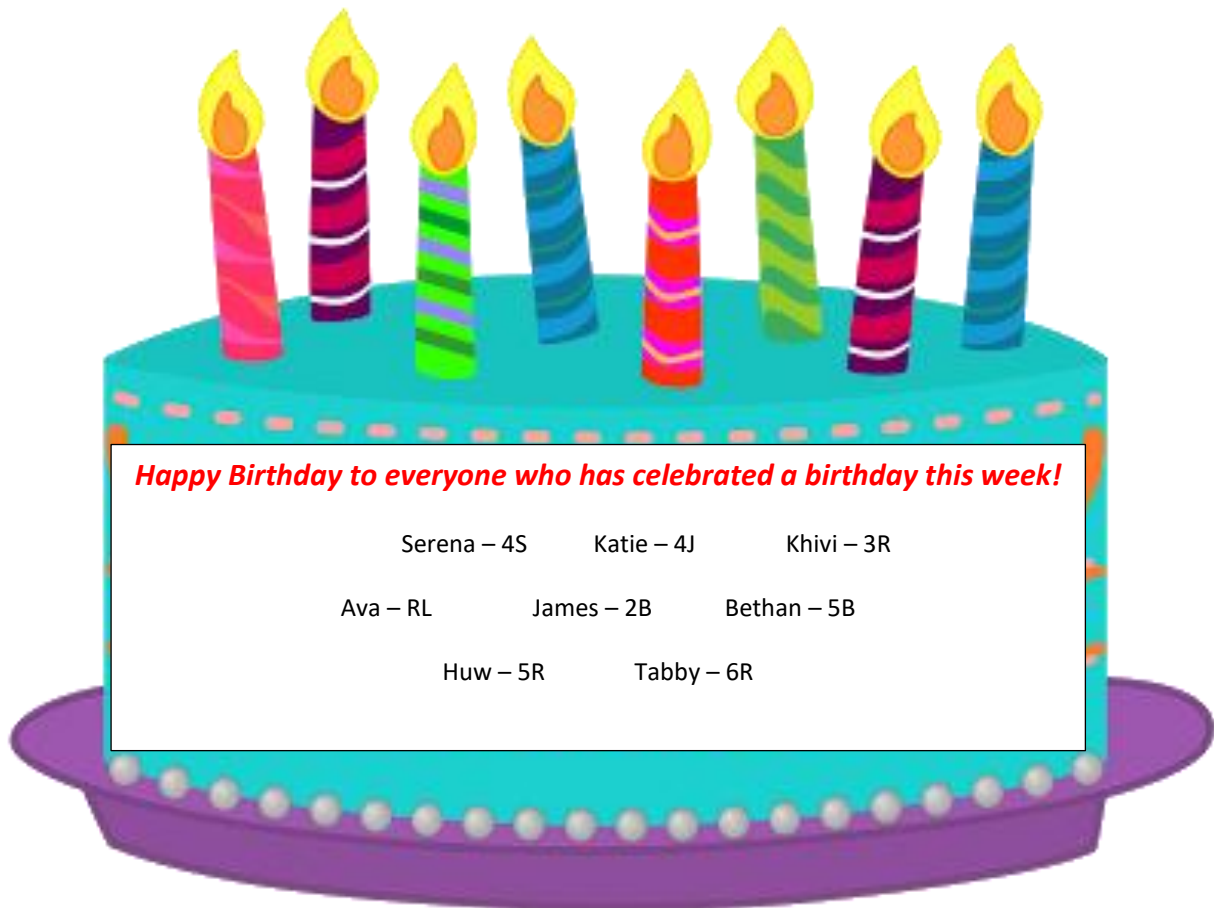 Happy Birthday to everyone who has celebrated a birthday this week!
Serena – 4S Katie – 4J Khivi – 3R
Ava – RL James – 2B Bethan – 5B
Huw – 5R Tabby – 6R